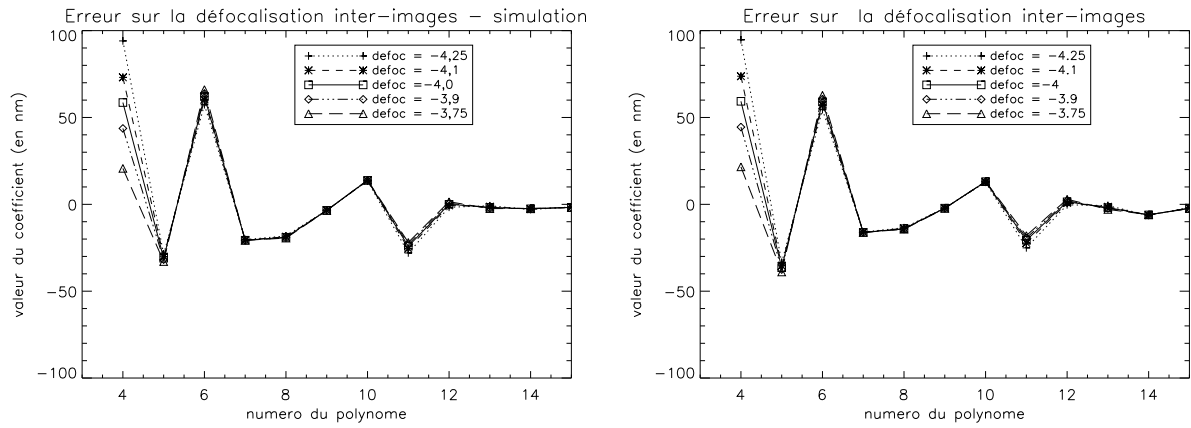 Erreur sur la défocalisation inter-images - simulation
100
50
0
-50
-100
valeur du coefficient (en nm)
defoc = -4,25
defoc = -4,1
defoc =-4,0
defoc = -3,9
defoc = -3,75
4 6 8 10 12 14
numero du polynome
Erreur sur la défocalisation inter-images
100
50
0
-50
-100
valeur du coefficient (en nm)
defoc = -4.25
defoc = -4.1
defoc =-4
defoc = -3.9
defoc = -3.75
4 6 8 10 12 14
numero du polynome